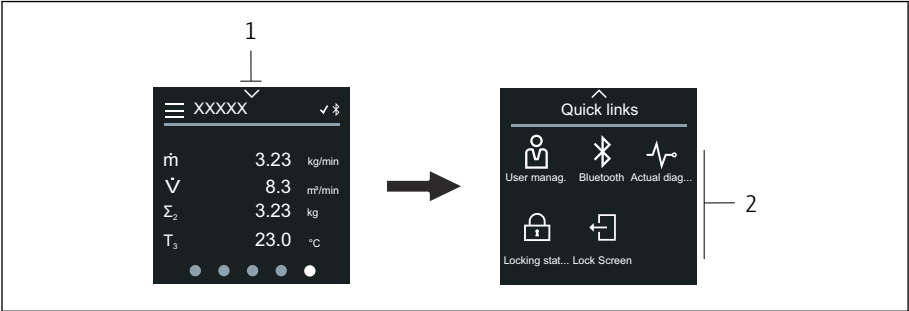 1
XXXXX
ṁ 3.23 kg/min
V̇ 8.3 m³/min
Σ₂ 3.23 kg
T₃ 23.0 °C
Quick links
User manag. Bluetooth Actual diag...
Locking stat... Lock Screen
2